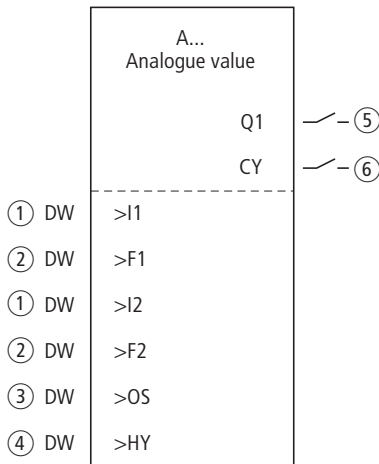 A...
Analogue value
Q1 5
CY 6
1 DW >I1
2 DW >F1
1 DW >I2
2 DW >F2
3 DW >OS
4 DW >HY